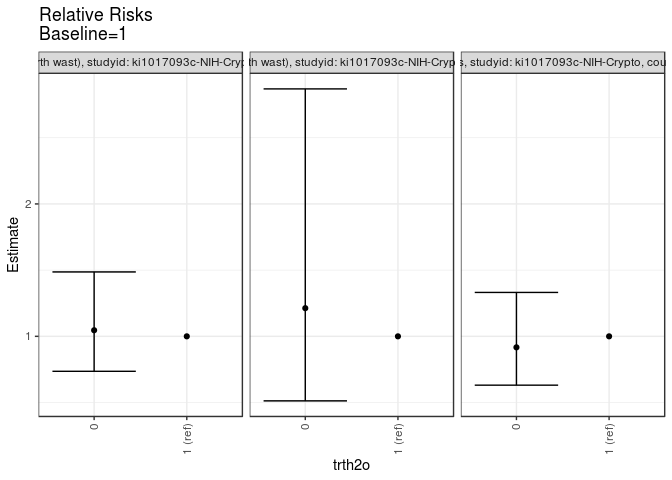 Relative Risks
Baseline=1
wast), studyid: ki1017093c-NIH-Cryp
wast), studyid: ki1017093c-NIH-Cryp
studyid: ki1017093c-NIH-Crypto, cou
Estimate
2
1
0
1 (ref)
0
1 (ref)
0
1 (ref)
trth2o